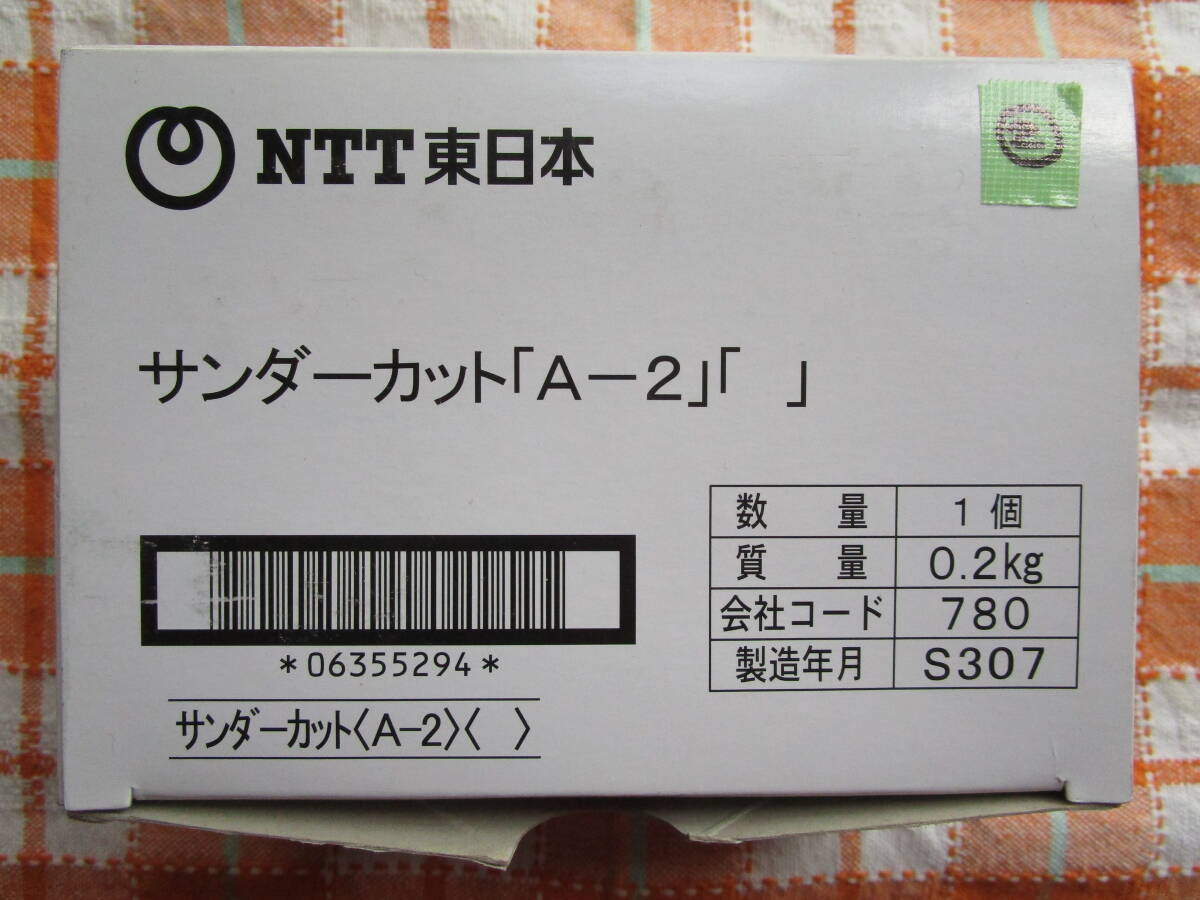 NTT東日本
サンダーカット「A－2」「　」
数　量　1個
質　量　0.2kg
会社コード　780
製造年月　S307
*06355294*
サンダーカット〈A-2〉〈　〉